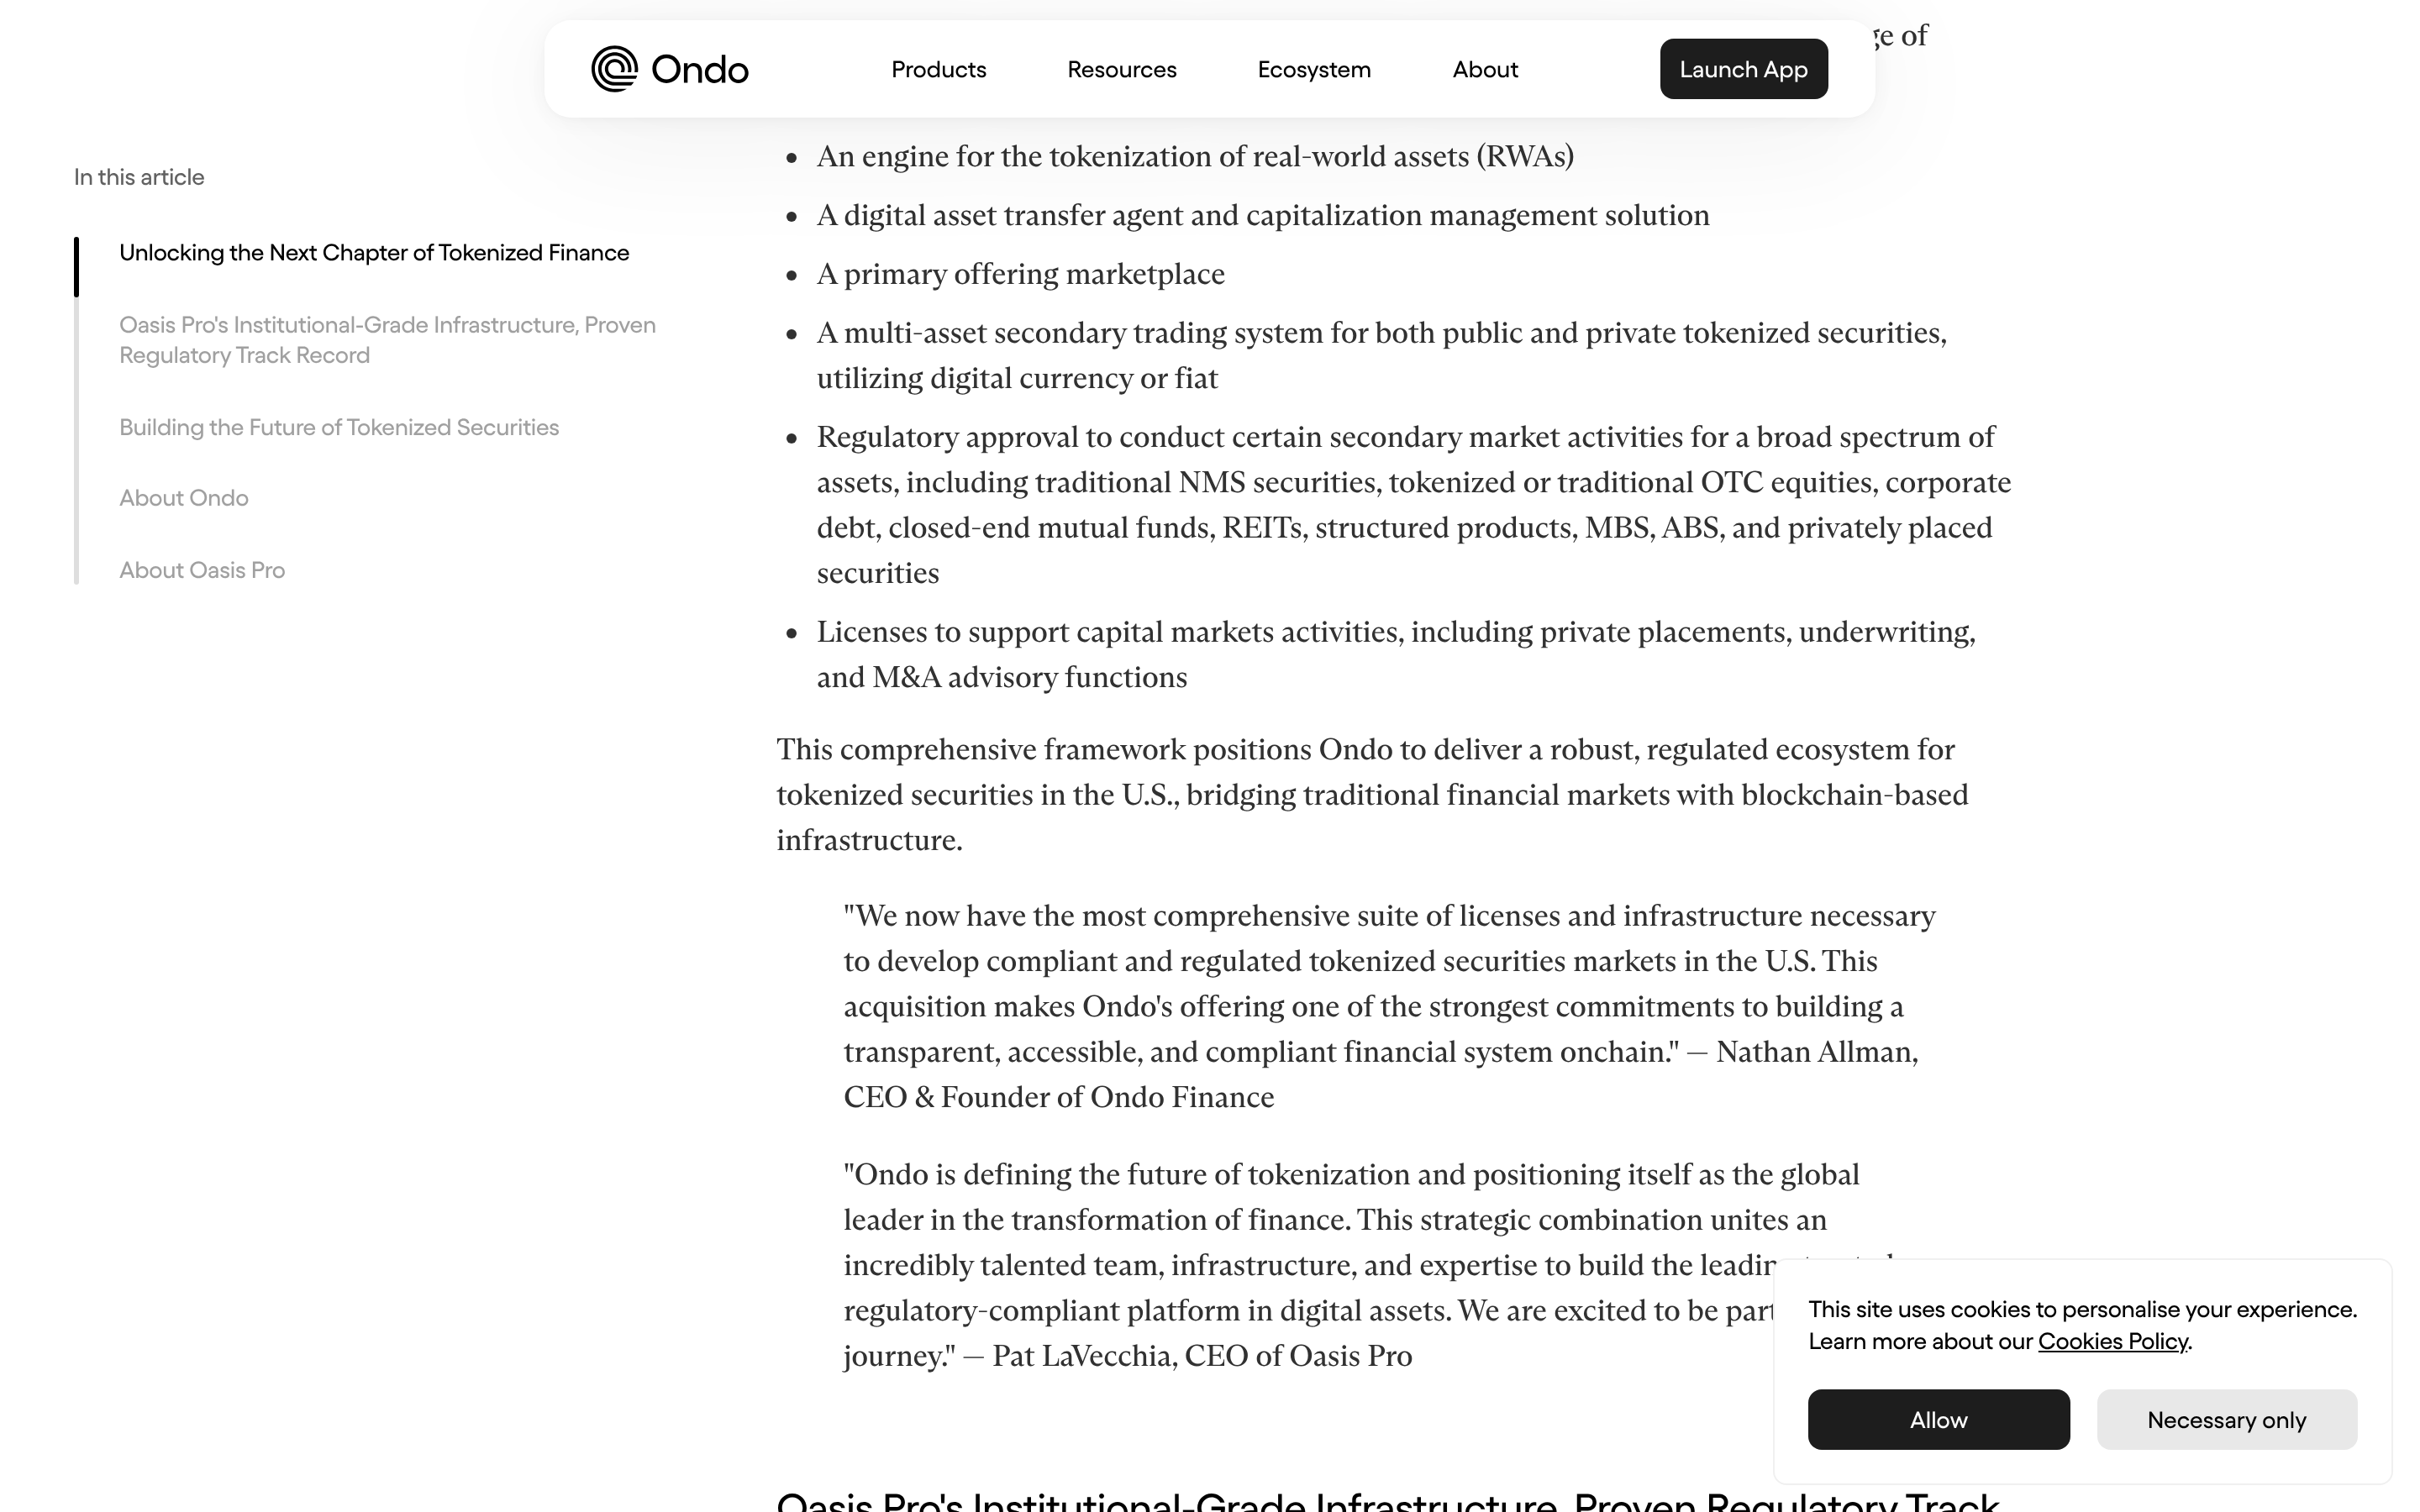 Ondo
Products
Resources
Ecosystem
About
Launch App
of
In this article
Unlocking the Next Chapter of Tokenized Finance
Oasis Pro's Institutional-Grade Infrastructure, Proven
Regulatory Track Record
Building the Future of Tokenized Securities
About Ondo
About Oasis Pro
• An engine for the tokenization of real-world assets (RWAs)
• A digital asset transfer agent and capitalization management solution
• A primary offering marketplace
• A multi-asset secondary trading system for both public and private tokenized securities,
utilizing digital currency or fiat
• Regulatory approval to conduct certain secondary market activities for a broad spectrum of
assets, including traditional NMS securities, tokenized or traditional OTC equities, corporate
debt, closed-end mutual funds, REITs, structured products, MBS, ABS, and privately placed
securities
• Licenses to support capital markets activities, including private placements, underwriting,
and M&A advisory functions
This comprehensive framework positions Ondo to deliver a robust, regulated ecosystem for
tokenized securities in the U.S., bridging traditional financial markets with blockchain-based
infrastructure.
"We now have the most comprehensive suite of licenses and infrastructure necessary
to develop compliant and regulated tokenized securities markets in the U.S. This
acquisition makes Ondo's offering one of the strongest commitments to building a
transparent, accessible, and compliant financial system onchain." — Nathan Allman,
CEO & Founder of Ondo Finance
"Ondo is defining the future of tokenization and positioning itself as the global
leader in the transformation of finance. This strategic combination unites an
incredibly talented team, infrastructure, and expertise to build the
regulatory-compliant platform in digital assets. We are excited to be part
journey." — Pat LaVecchia, CEO of Oasis Pro
Oasis Pro's Institutional-Grade Infrastructure, Proven Regulatory Track
This site uses cookies to personalise your experience.
Learn more about our Cookies Policy.
Allow
Necessary only